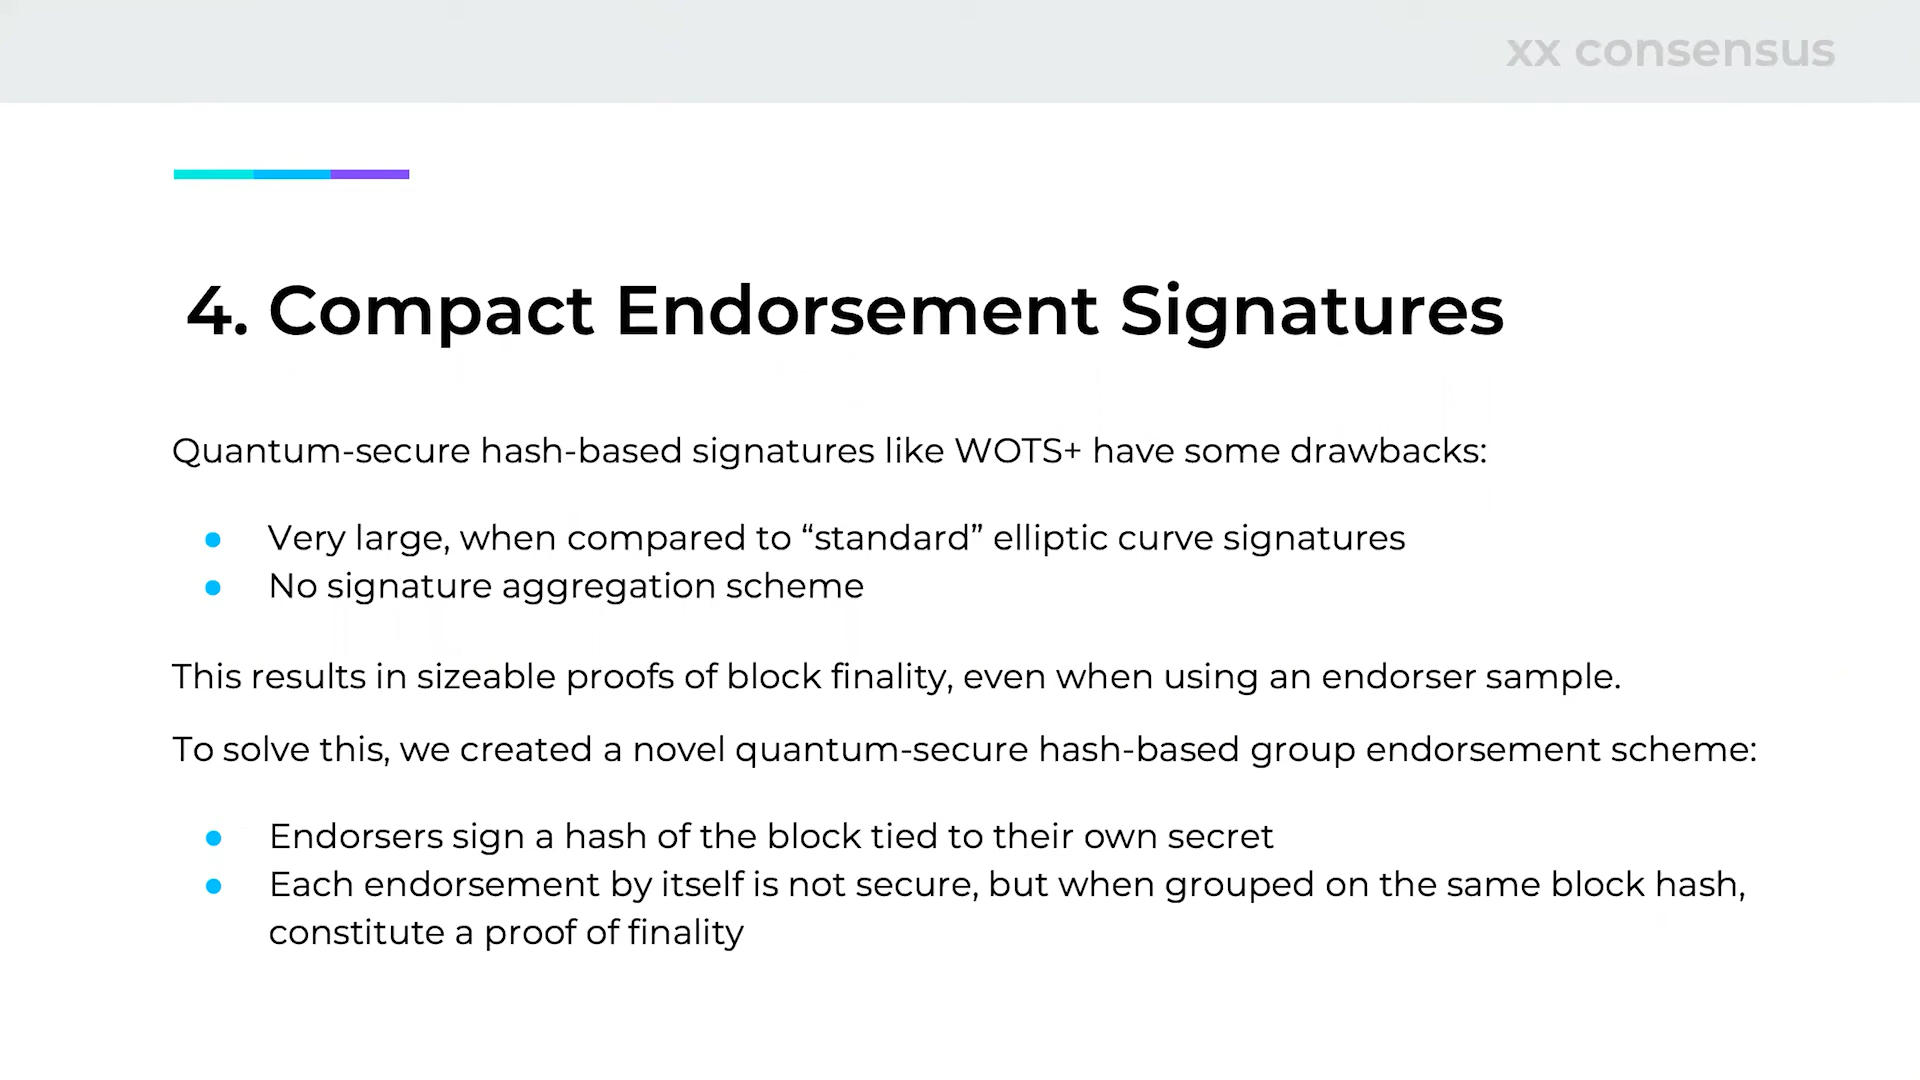 xx consensus
4. Compact Endorsement Signatures
Quantum-secure hash-based signatures like WOTS+ have some drawbacks:
● Very large, when compared to “standard” elliptic curve signatures
● No signature aggregation scheme
This results in sizeable proofs of block finality, even when using an endorser sample.
To solve this, we created a novel quantum-secure hash-based group endorsement scheme:
● Endorsers sign a hash of the block tied to their own secret
● Each endorsement by itself is not secure, but when grouped on the same block hash,
constitute a proof of finality